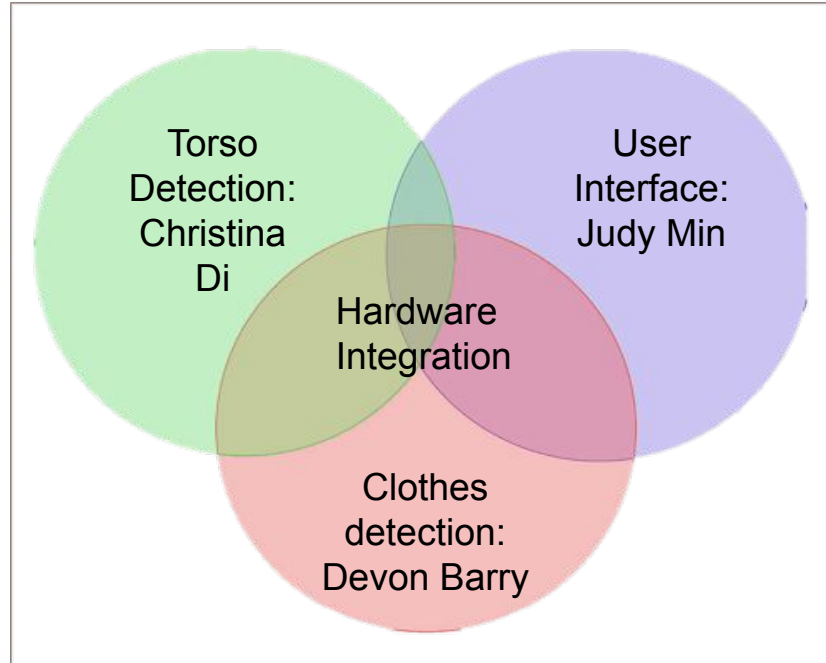 Torso
Detection:
Christina
Di
User
Interface:
Judy Min
Hardware
Integration
Clothes
detection:
Devon Barry